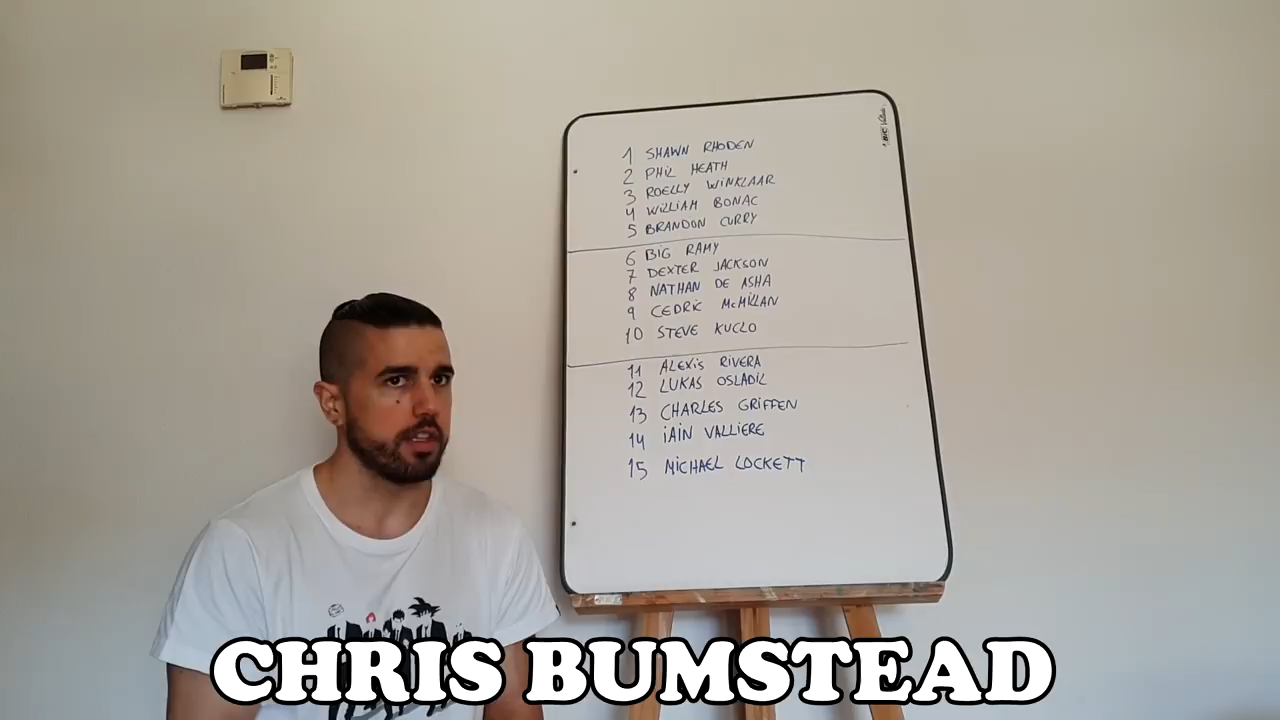 BIC Velleda
1 SHAWN RHODEN
2 PHIL HEATH
3 ROELLY WINKLAAR
4 WILLIAM BONAC
5 BRANDON CURRY
6 BIG RAMY
7 DEXTER JACKSON
8 NATHAN DE ASHA
9 CEDRIC McMILLAN
10 STEVE KUCLO
11 ALEXIS RIVERA
12 LUKAS OSLADIL
13 CHARLES GRIFFEN
14 IAIN VALLIERE
15 MICHAEL LOCKETT
CHRIS BUMSTEAD